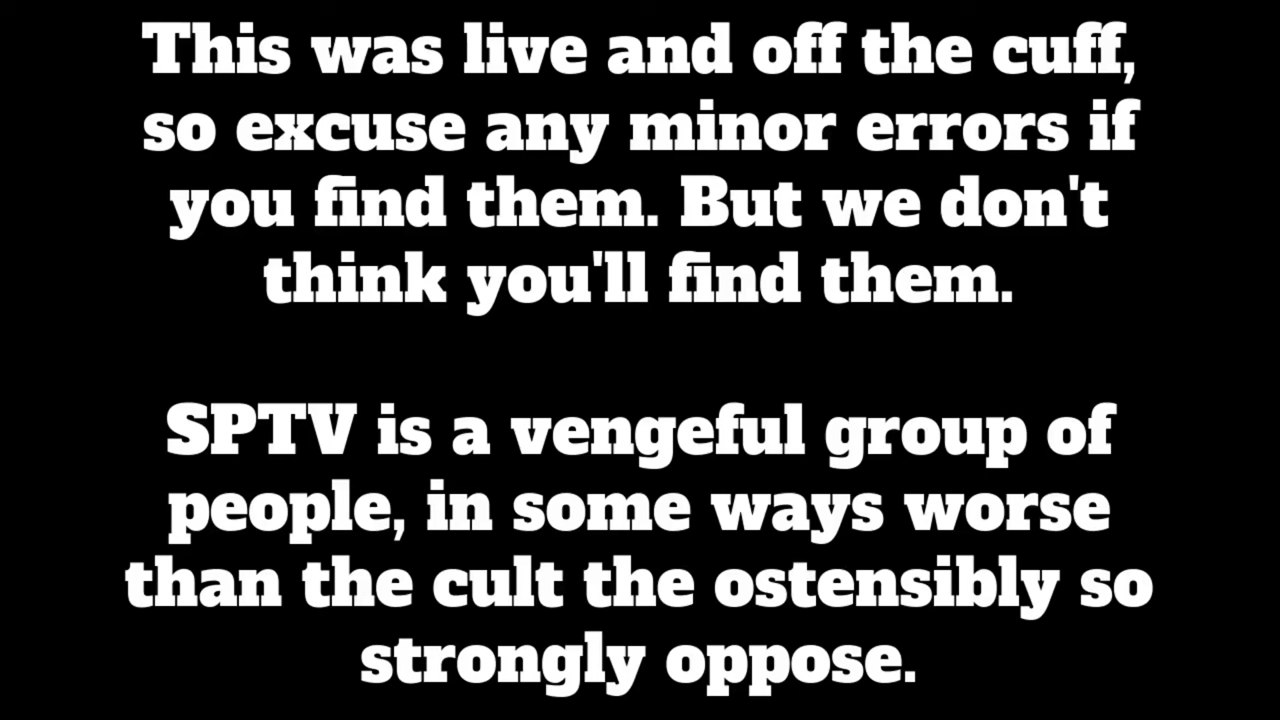 This was live and off the cuff,
so excuse any minor errors if
you find them. But we don't
think you'll find them.
SPTV is a vengeful group of
people, in some ways worse
than the cult the ostensibly so
strongly oppose.